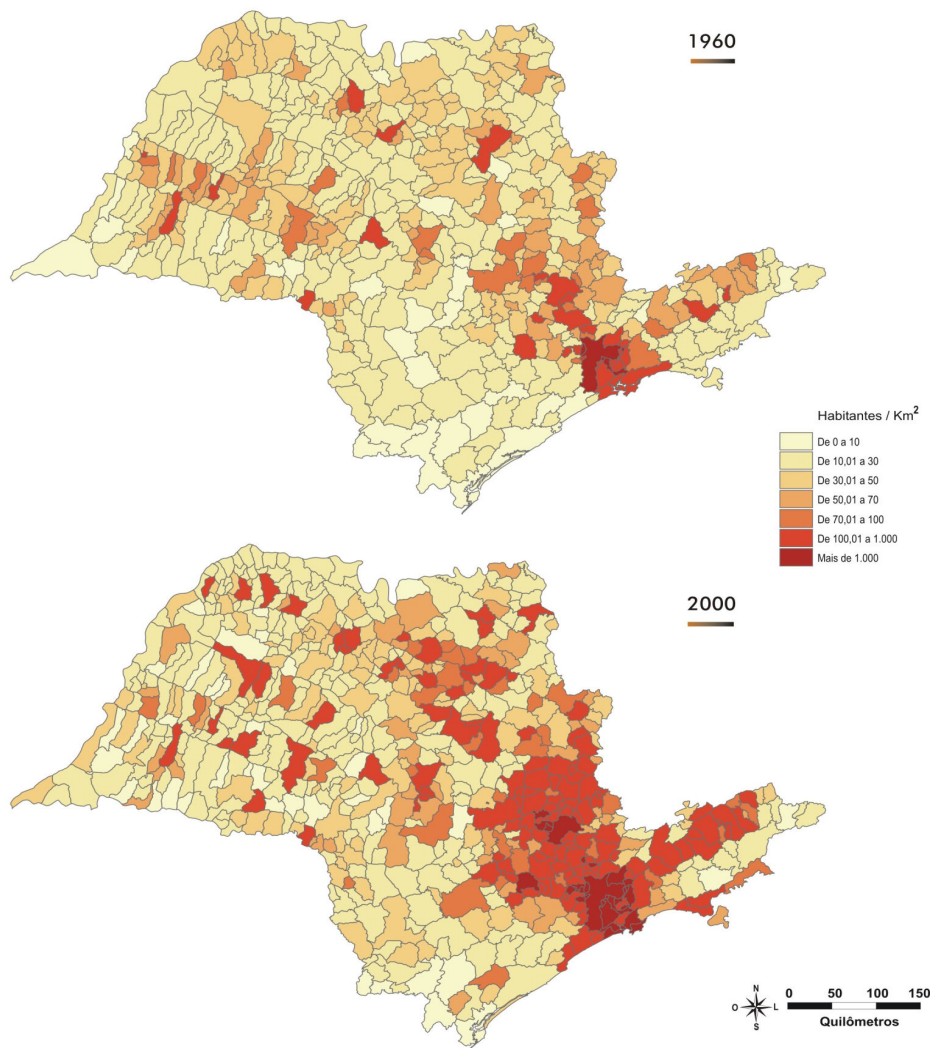 1960
Habitantes / Km²
De 0 a 10
De 10,01 a 30
De 30,01 a 50
De 50,01 a 70
De 70,01 a 100
De 100,01 a 1.000
Mais de 1.000
2000
N
O L
S
0 50 100 150
Quilômetros